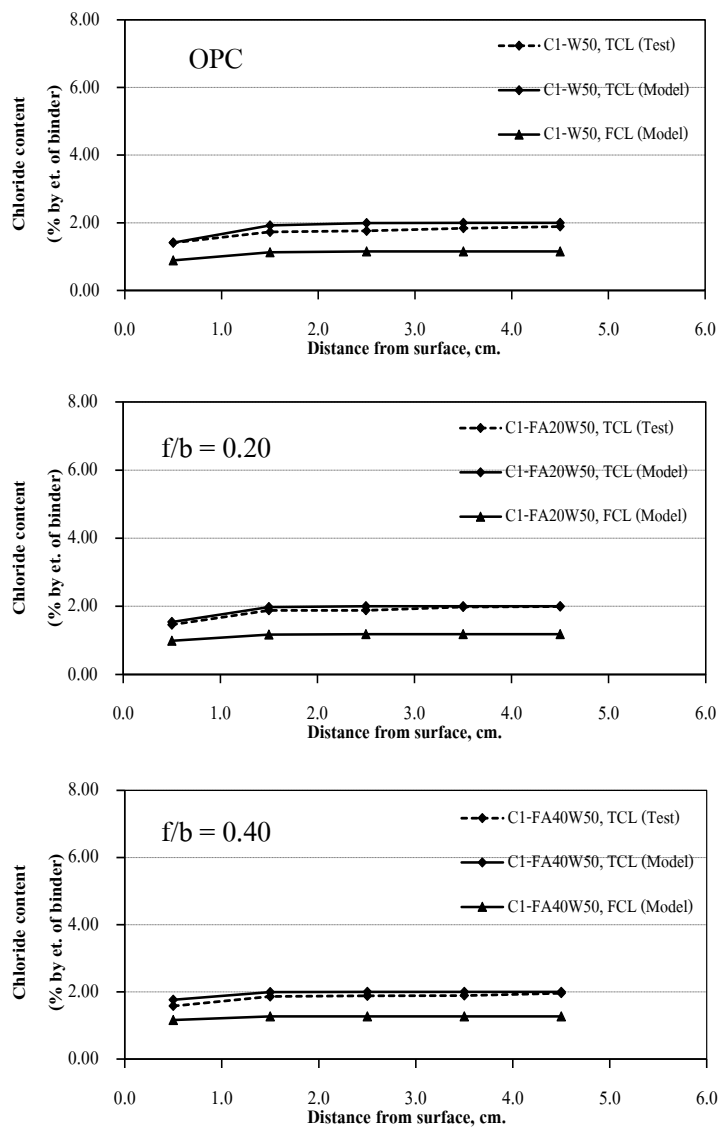 8.00
6.00
4.00
2.00
0.00
Chloride content
(% by et. of binder)
OPC
C1-W50, TCL (Test)
C1-W50, TCL (Model)
C1-W50, FCL (Model)
0.0 1.0 2.0 3.0 4.0 5.0 6.0
Distance from surface, cm.
8.00
6.00
4.00
2.00
0.00
Chloride content
(% by et. of binder)
f/b = 0.20
C1-FA20W50, TCL (Test)
C1-FA20W50, TCL (Model)
C1-FA20W50, FCL (Model)
0.0 1.0 2.0 3.0 4.0 5.0 6.0
Distance from surface, cm.
8.00
6.00
4.00
2.00
0.00
Chloride content
(% by et. of binder)
f/b = 0.40
C1-FA40W50, TCL (Test)
C1-FA40W50, TCL (Model)
C1-FA40W50, FCL (Model)
0.0 1.0 2.0 3.0 4.0 5.0 6.0
Distance from surface, cm.